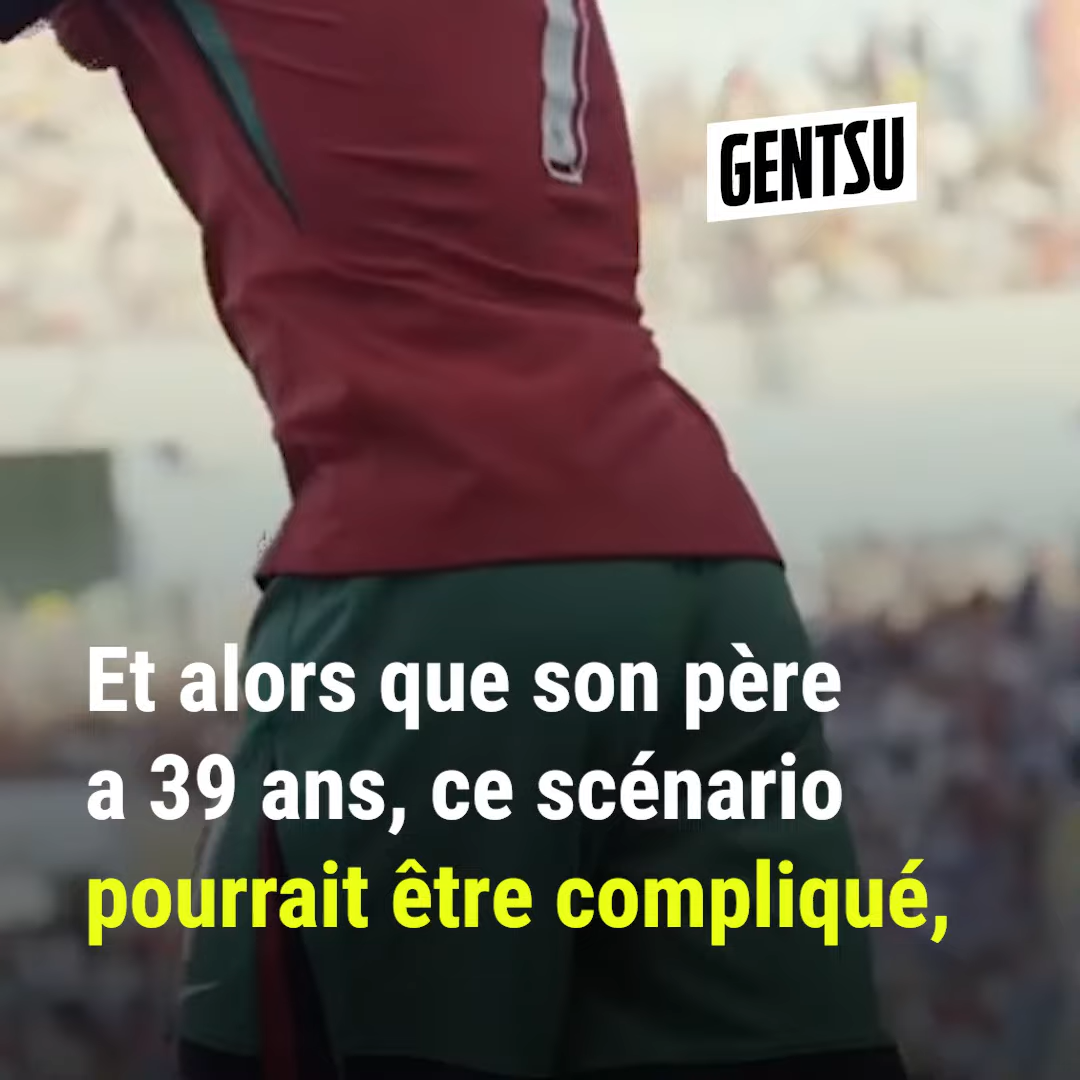 GENTSU
Et alors que son père
a 39 ans, ce scénario
pourrait être compliqué,